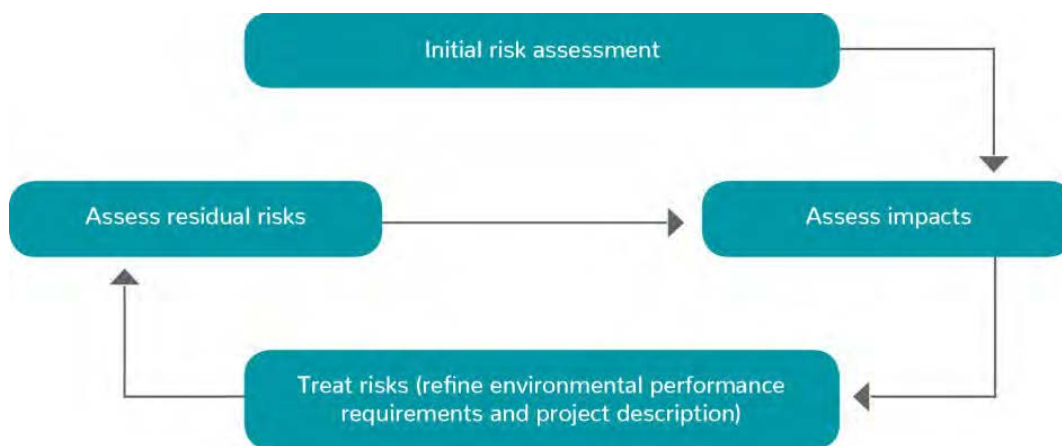 Initial risk assessment
Assess residual risks
Assess impacts
Treat risks (refine environmental performance
requirements and project description)